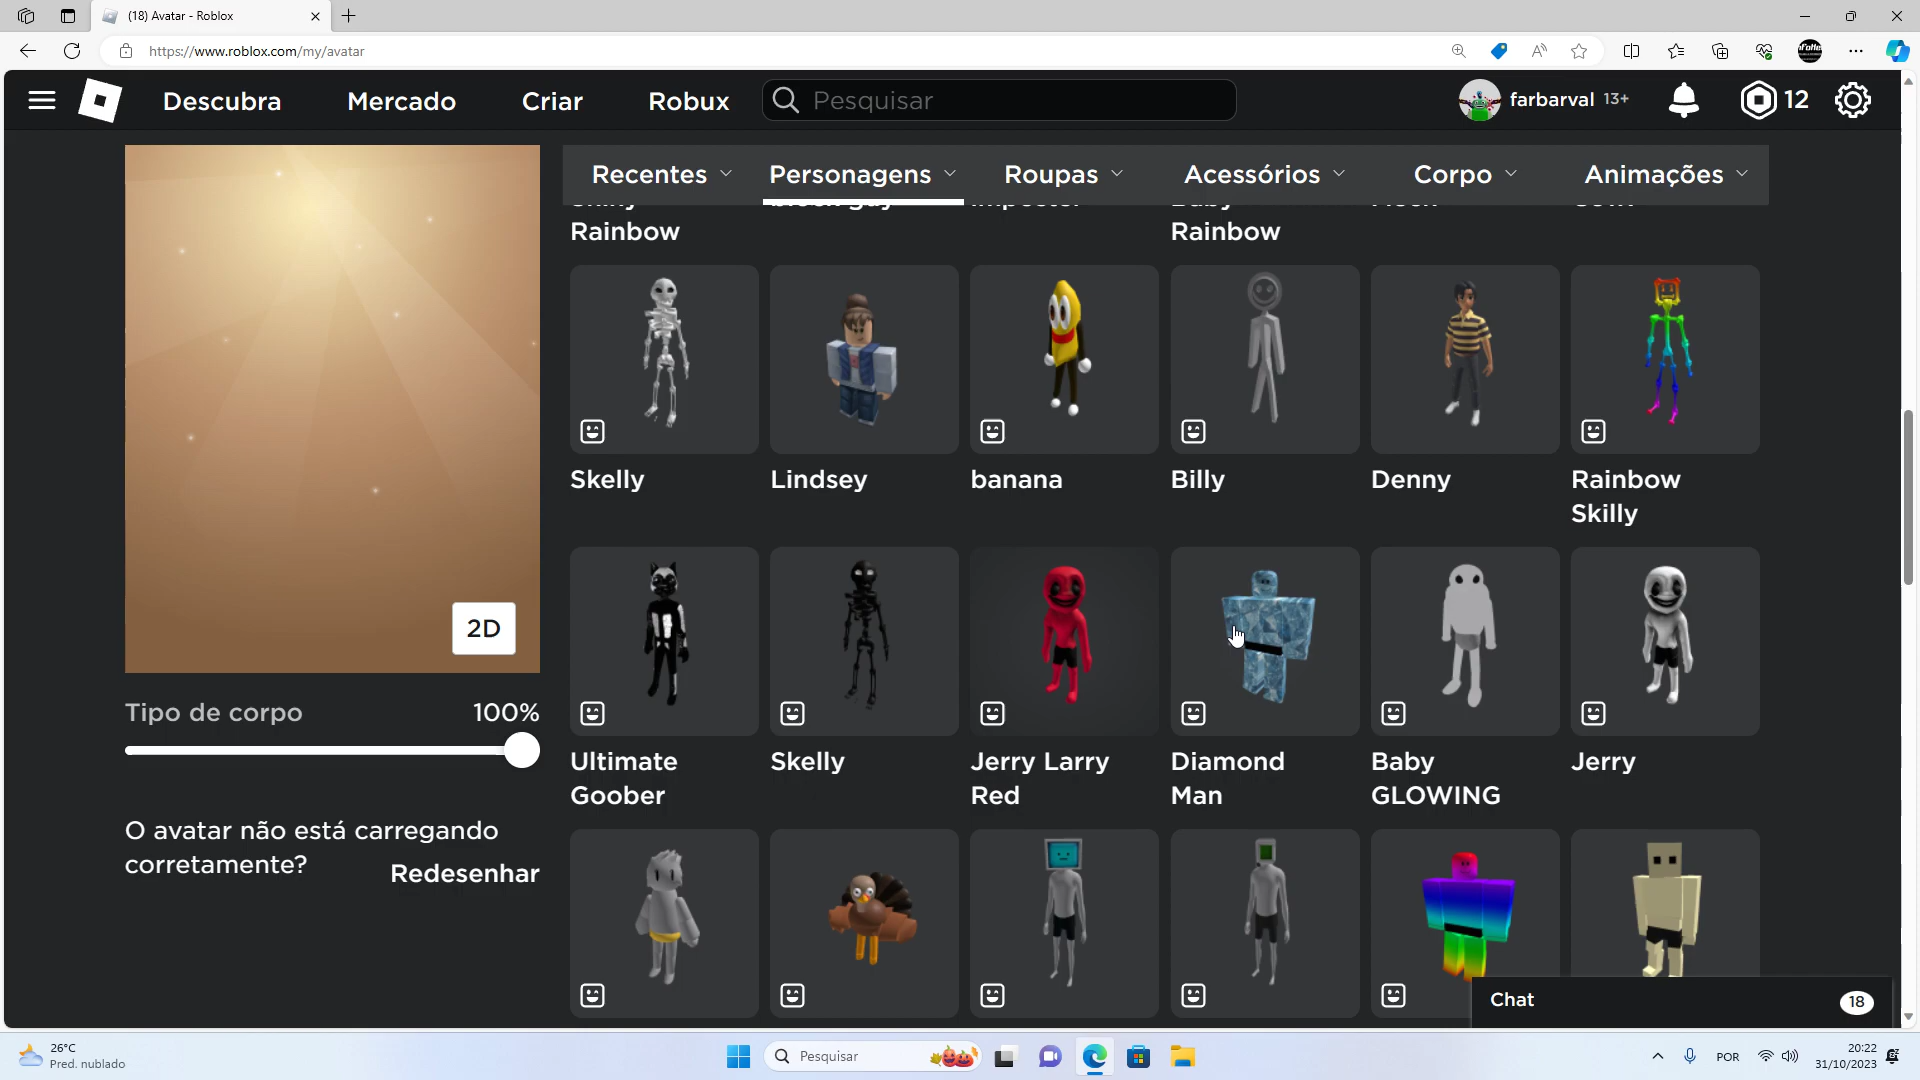 (18) Avatar - Roblox
https://www.roblox.com/my/avatar
Descubra
Mercado
Criar
Robux
Pesquisar
farbarval 13+
12
Recentes
Personagens
Roupas
Acessórios
Corpo
Animações
Rainbow
Rainbow
Skelly
Lindsey
banana
Billy
Denny
Rainbow
Skilly
2D
Tipo de corpo
100%
Ultimate
Goober
Skelly
Jerry Larry
Red
Diamond
Man
Baby
GLOWING
Jerry
O avatar não está carregando
corretamente?
Redesenhar
Chat
18
26°C
Pred. nublado
Pesquisar
POR
20:22
31/10/2023